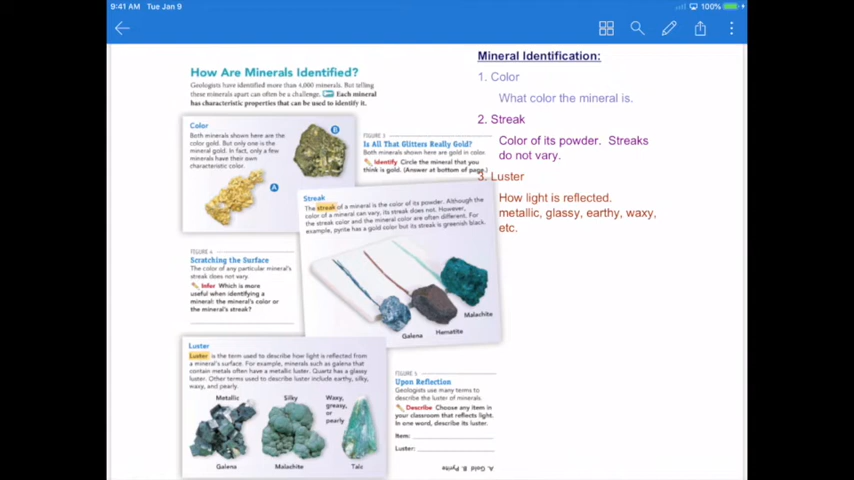 9:41 AM Tue Jan 9
100%
How Are Minerals Identified?
Geologists have identified more than 4,000 minerals. But telling
these minerals apart can often be a challenge. Each mineral
has characteristic properties that can be used to identify it.
Color
Both minerals shown here are
the color gold. But only one is the
mineral gold. In fact, only a few
minerals have their own
characteristic color.
B
A
FIGURE 3
Is All That Glitters Really Gold?
Both minerals shown here are gold in color.
Identify Circle the mineral that you
think is gold. (Answer at bottom of page.)
Streak
The streak of a mineral is the color of its powder. Although the
color of a mineral can vary, its streak does not. However,
the streak color and the mineral color are often different. For
example, pyrite has a gold color but its streak is greenish black.
Galena
Hematite
Malachite
FIGURE 4
Scratching the Surface
The color of any particular mineral's
streak does not vary.
Infer Which is more
useful when identifying a
mineral: the mineral's color or
the mineral's streak?
Luster
Luster is the term used to describe how light is reflected from
a mineral's surface. For example, minerals such as galena that
contain metals often have a metallic luster. Quartz has a glassy
luster. Other terms used to describe luster include earthy, silky,
waxy, and pearly.
Metallic
Silky
Waxy,
greasy,
or
pearly
Galena
Malachite
Talc
FIGURE 5
Upon Reflection
Geologists use many terms to
describe the luster of minerals.
Describe Choose any item in
your classroom that reflects light.
In one word, describe its luster.
Item:
Luster:
A. Gold B. Pyrite
Mineral Identification:
1. Color
What color the mineral is.
2. Streak
Color of its powder. Streaks
do not vary.
3. Luster
How light is reflected.
metallic, glassy, earthy, waxy,
etc.